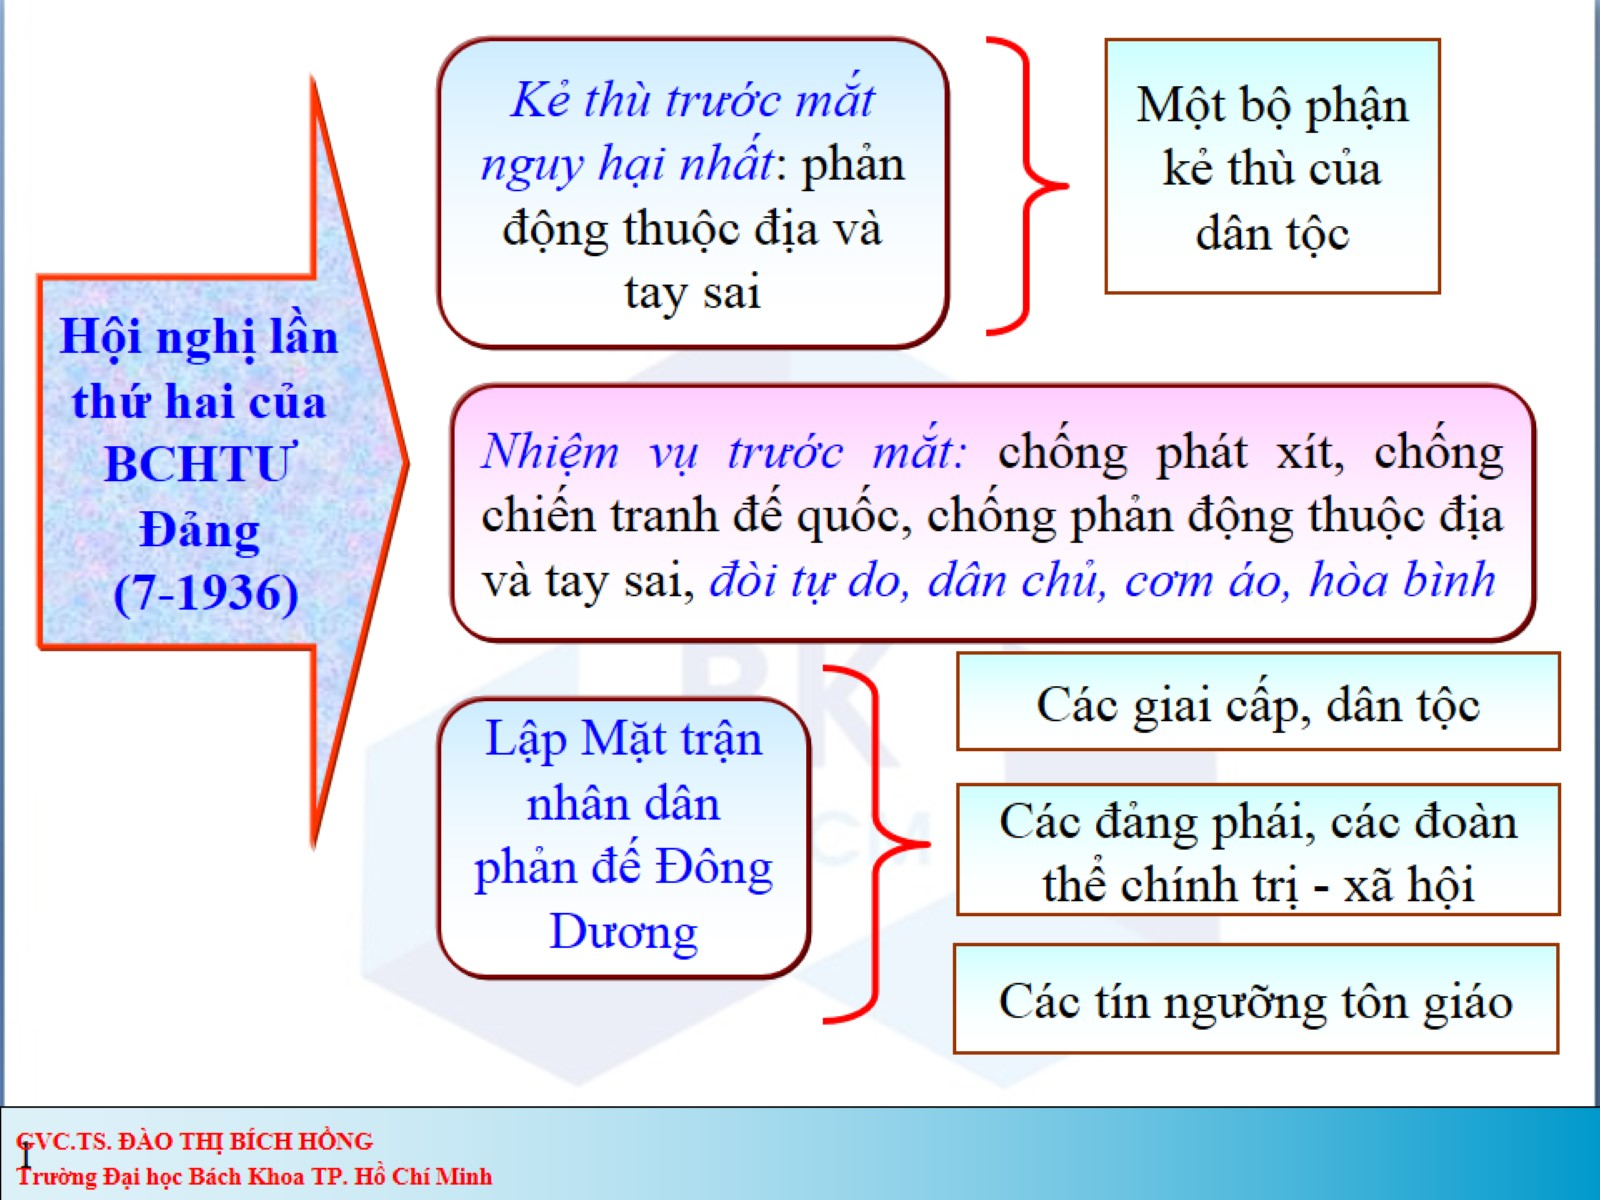 Hội nghị lần
thứ hai của
BCHTƯ
Đảng
(7-1936)
Kẻ thù trước mắt
nguy hại nhất: phản
động thuộc địa và
tay sai
Một bộ phận
kẻ thù của
dân tộc
Nhiệm vụ trước mắt: chống phát xít, chống
chiến tranh đế quốc, chống phản động thuộc địa
và tay sai, đòi tự do, dân chủ, cơm áo, hòa bình
Lập Mặt trận
nhân dân
phản đế Đông
Dương
Các giai cấp, dân tộc
Các đảng phái, các đoàn
thể chính trị - xã hội
Các tín ngưỡng tôn giáo
BK
CM
GVC.TS. ĐÀO THỊ BÍCH HỒNG
1
Trường Đại học Bách Khoa TP. Hồ Chí Minh